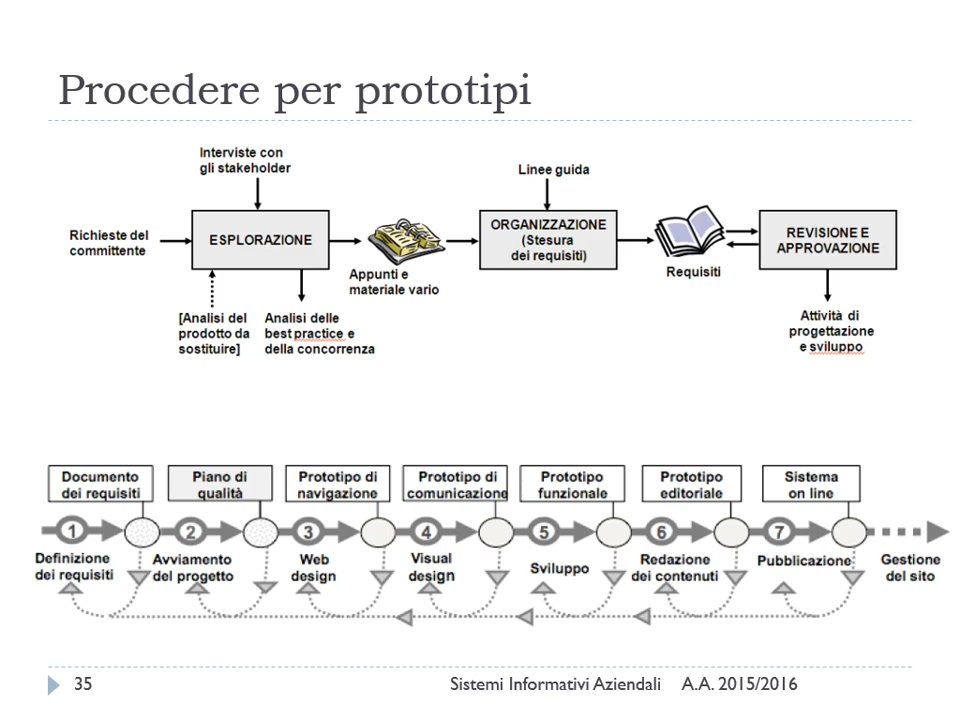 Procedere per prototipi
Interviste con
gli stakeholder
Linee guida
Richieste del
committente
ESPLORAZIONE
Appunti e
materiale vario
ORGANIZZAZIONE
(Stesura
dei requisiti)
Requisiti
REVISIONE E
APPROVAZIONE
[Analisi del
prodotto da
sostituire]
Analisi delle
best practice e
della concorrenza
Attività di
progettazione
e sviluppo
Documento
dei requisiti
Piano di
qualità
Prototipo di
navigazione
Prototipo di
comunicazione
Prototipo
funzionale
Prototipo
editoriale
Sistema
on line
1
2
3
4
5
6
7
Definizione
dei requisiti
Avviamento
del progetto
Web
design
Visual
design
Sviluppo
Redazione
dei contenuti
Pubblicazione
Gestione
del sito
35
Sistemi Informativi Aziendali
A.A. 2015/2016